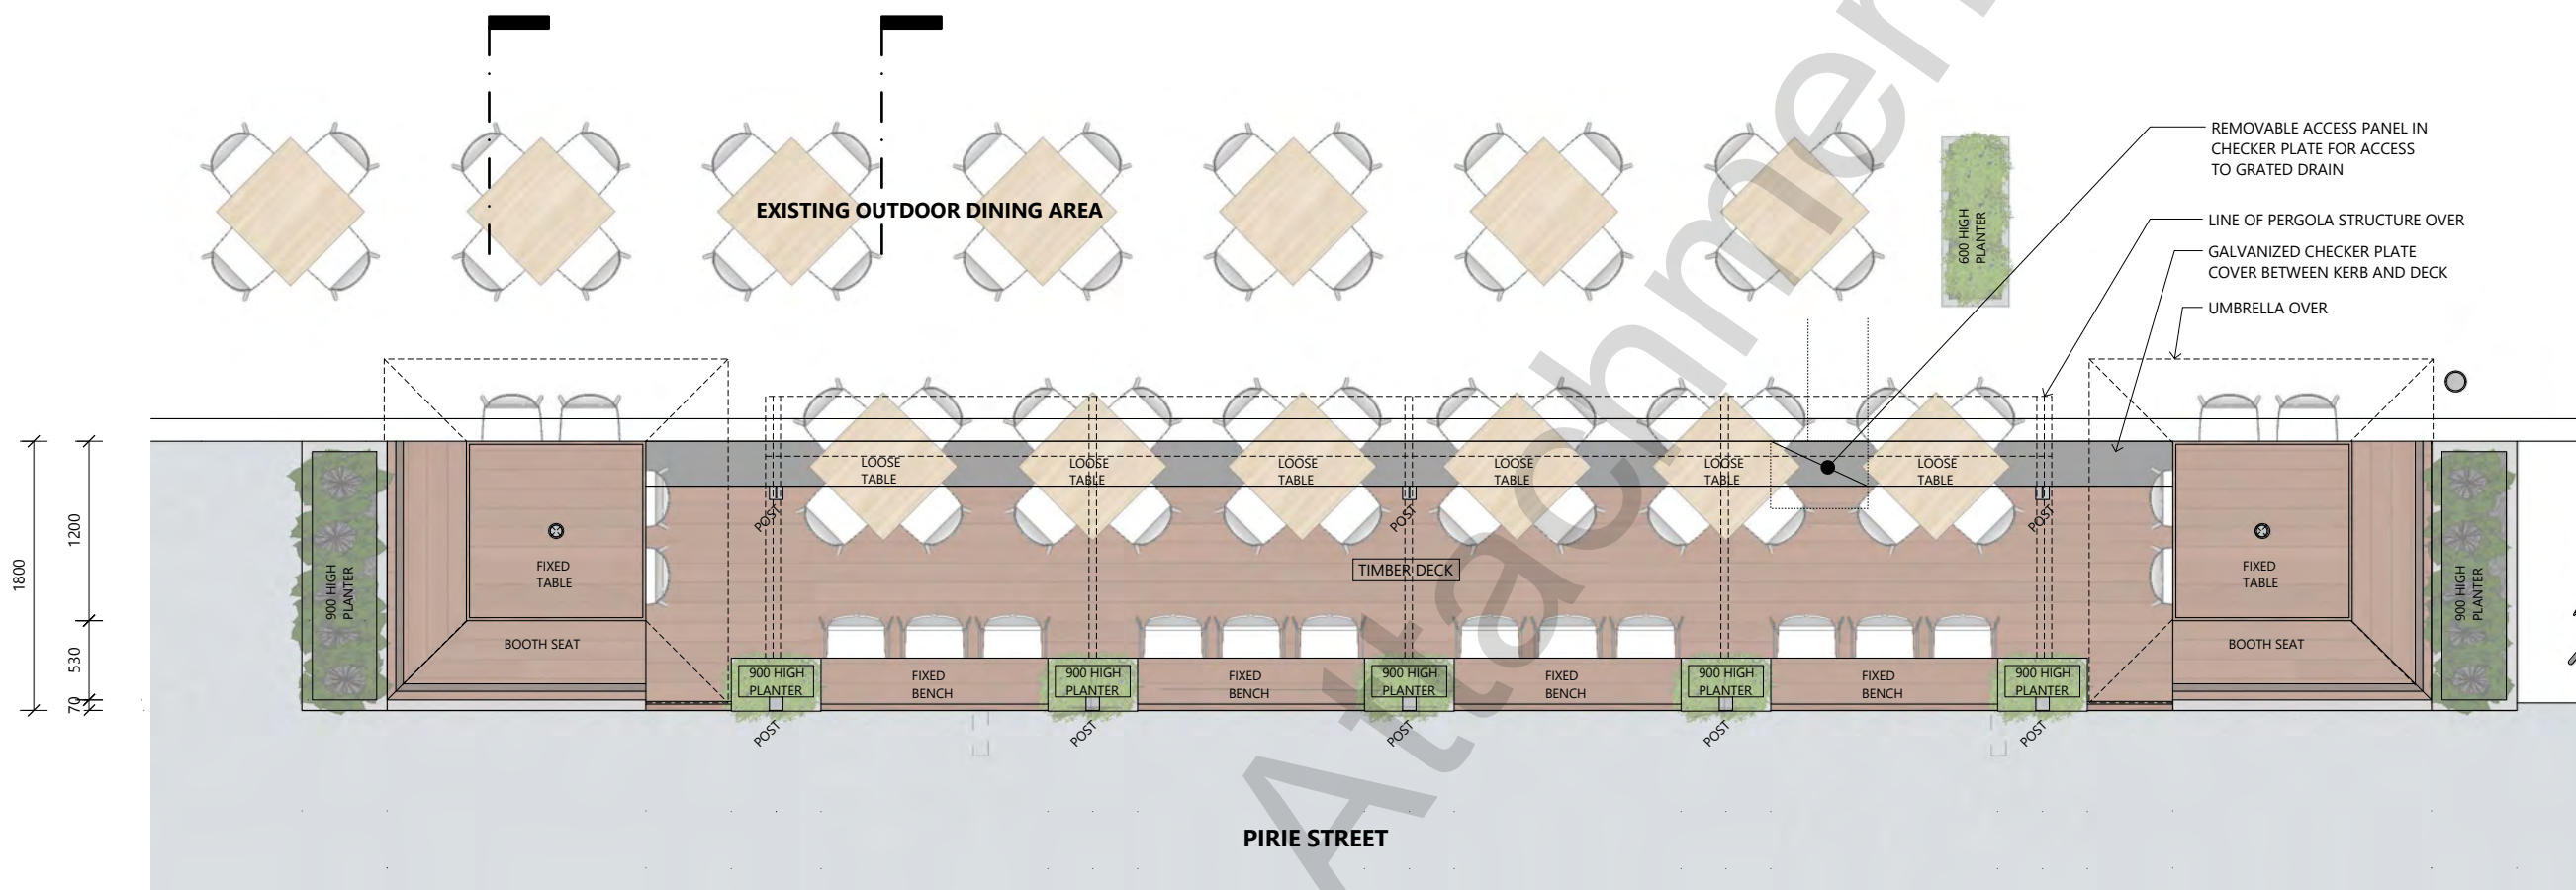 EXISTING OUTDOOR DINING AREA
600 HIGH
PLANTER
REMOVABLE ACCESS PANEL IN
CHECKER PLATE FOR ACCESS
TO GRATED DRAIN
LINE OF PERGOLA STRUCTURE OVER
GALVANIZED CHECKER PLATE
COVER BETWEEN KERB AND DECK
UMBRELLA OVER
LOOSE
TABLE
LOOSE
TABLE
LOOSE
TABLE
LOOSE
TABLE
LOOSE
TABLE
LOOSE
TABLE
POST
POST
POST
1800
1200
530
70
900 HIGH
PLANTER
FIXED
TABLE
BOOTH SEAT
TIMBER DECK
FIXED
TABLE
BOOTH SEAT
900 HIGH
PLANTER
900 HIGH
PLANTER
FIXED
BENCH
900 HIGH
PLANTER
FIXED
BENCH
900 HIGH
PLANTER
FIXED
BENCH
900 HIGH
PLANTER
FIXED
BENCH
900 HIGH
PLANTER
POST
POST
POST
POST
POST
PIRIE STREET